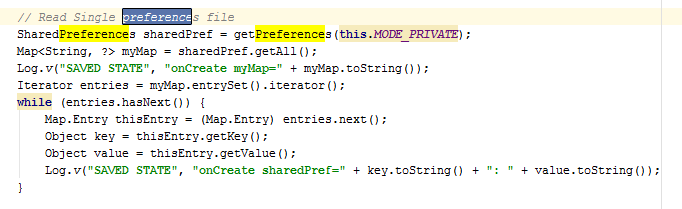 // Read Single preferences file
SharedPreferences sharedPref = getPreferences(this.MODE_PRIVATE);
Map<String, ?> myMap = sharedPref.getAll();
Log.v("SAVED STATE", "onCreate myMap=" + myMap.toString());
Iterator entries = myMap.entrySet().iterator();
while (entries.hasNext()) {
    Map.Entry thisEntry = (Map.Entry) entries.next();
    Object key = thisEntry.getKey();
    Object value = thisEntry.getValue();
    Log.v("SAVED STATE", "onCreate sharedPref=" + key.toString() + ": " + value.toString());
}